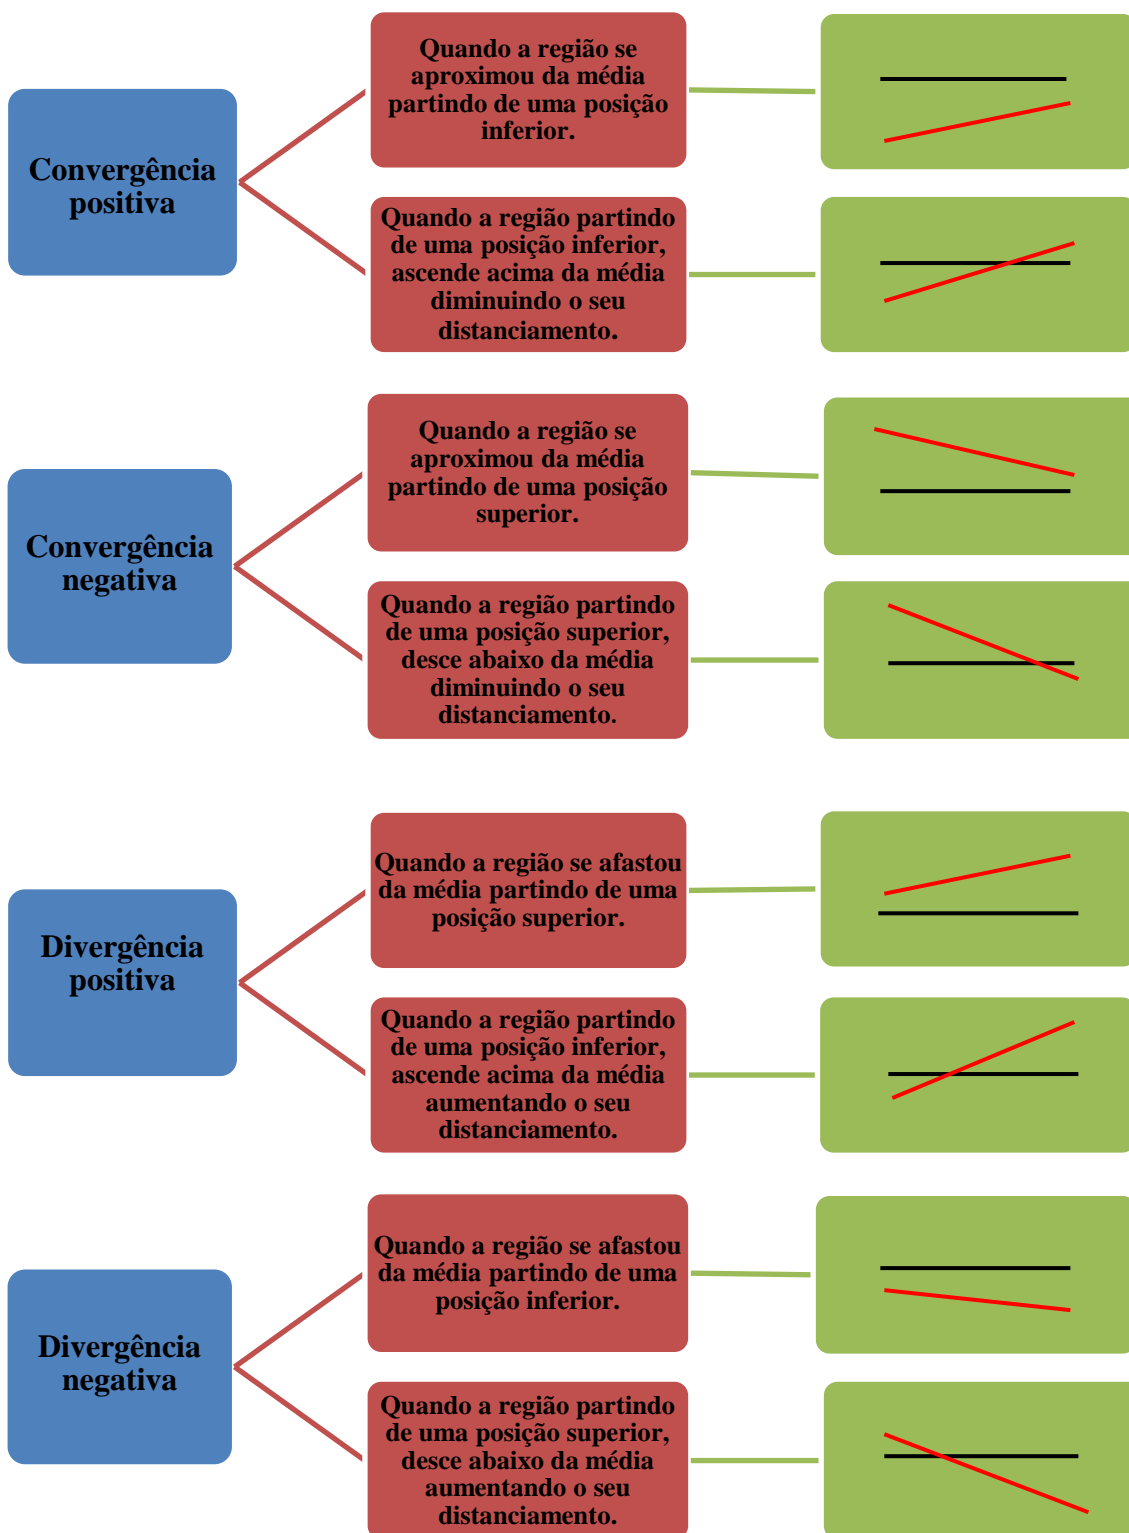 Convergência
positiva
Quando a região se
aproximou da média
partindo de uma posição
inferior.
Quando a região partindo
de uma posição inferior,
ascende acima da média
diminuindo o seu
distanciamento.
Convergência
negativa
Quando a região se
aproximou da média
partindo de uma posição
superior.
Quando a região partindo
de uma posição superior,
desce abaixo da média
diminuindo o seu
distanciamento.
Divergência
positiva
Quando a região se afastou
da média partindo de uma
posição superior.
Quando a região partindo
de uma posição inferior,
ascende acima da média
aumentando o seu
distanciamento.
Divergência
negativa
Quando a região se afastou
da média partindo de uma
posição inferior.
Quando a região partindo
de uma posição superior,
desce abaixo da média
aumentando o seu
distanciamento.